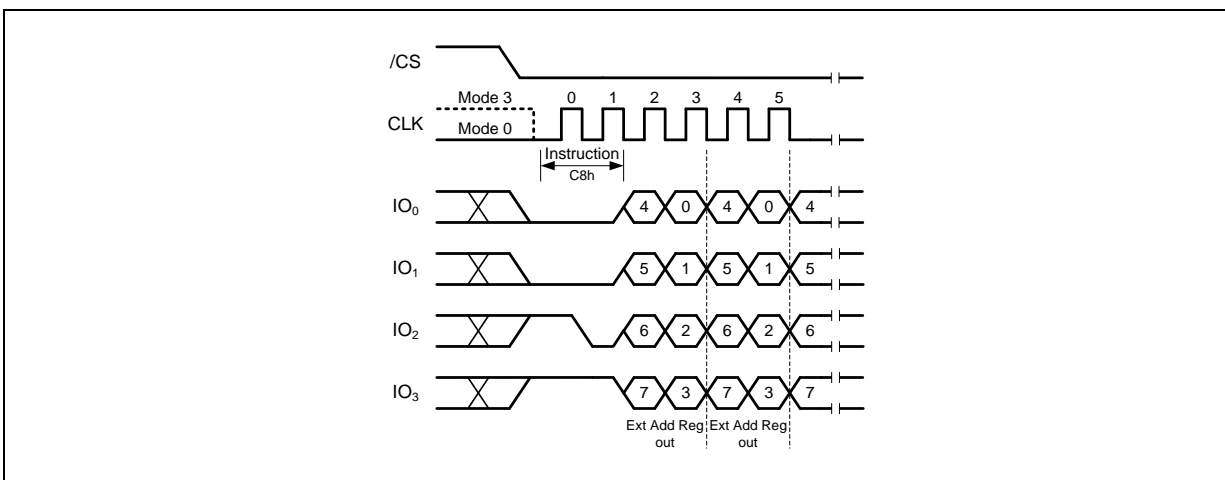 /CS
Mode 3 0 1 2 3 4 5
CLK
Mode 0
Instruction
C8h
IO₀ 4 0 4 0 4
IO₁ 5 1 5 1 5
IO₂ 6 2 6 2 6
IO₃ 7 3 7 3 7
Ext Add Reg Ext Add Reg
out out